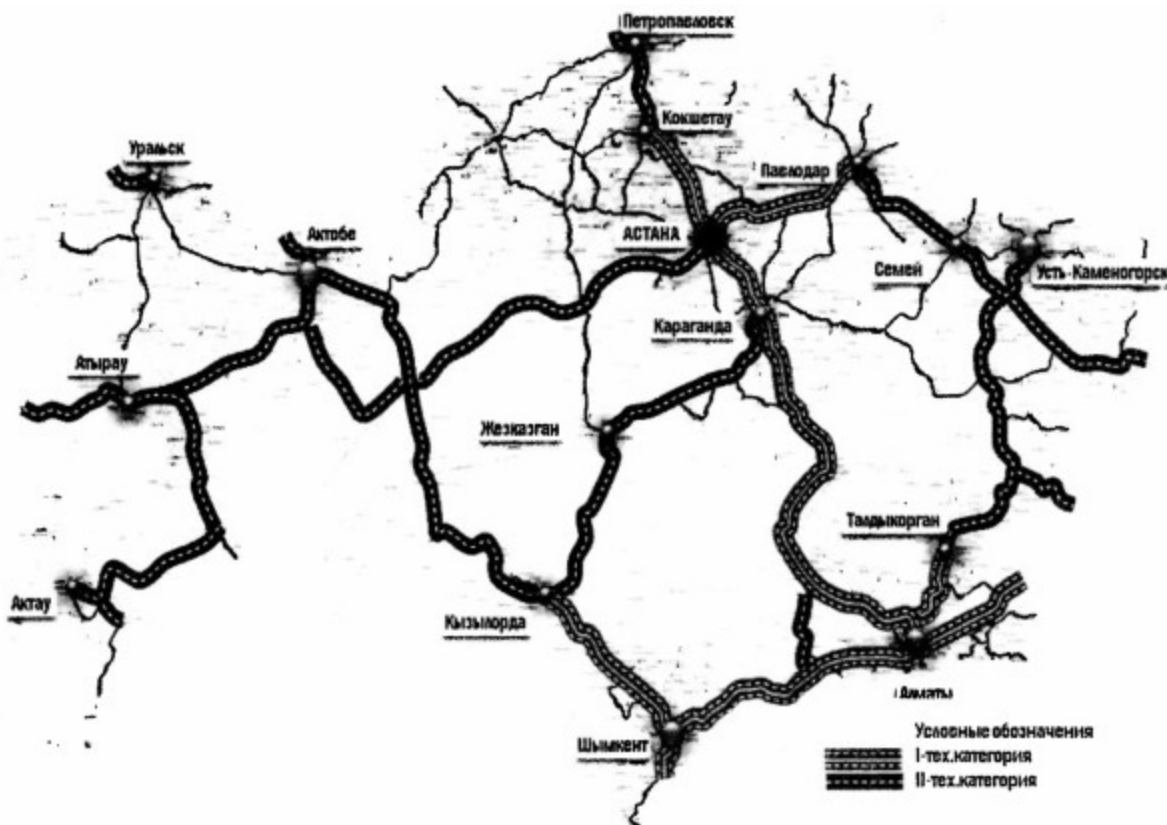 Петропавловск
Кокшетау
Уральск
Павлодар
Актобе
АСТАНА
Семей
Усть-Каменогорск
Караганда
Атырау
Жезказган
Талдыкорган
Актау
Кызылорда
Алматы
Шымкент
Условные обозначения
I-тех.категория
II-тех.категория